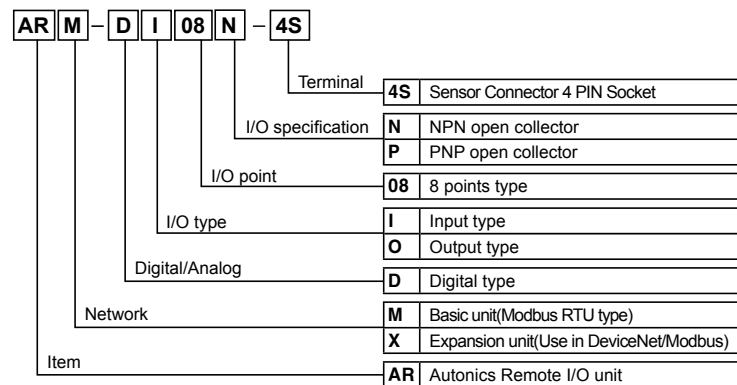 AR M – D I 08 N – 4S
Terminal
4S Sensor Connector 4 PIN Socket
I/O specification
N NPN open collector
P PNP open collector
I/O point
08 8 points type
I/O type
I Input type
O Output type
Digital/Analog
D Digital type
Network
M Basic unit(Modbus RTU type)
X Expansion unit(Use in DeviceNet/Modbus)
Item
AR Autonics Remote I/O unit